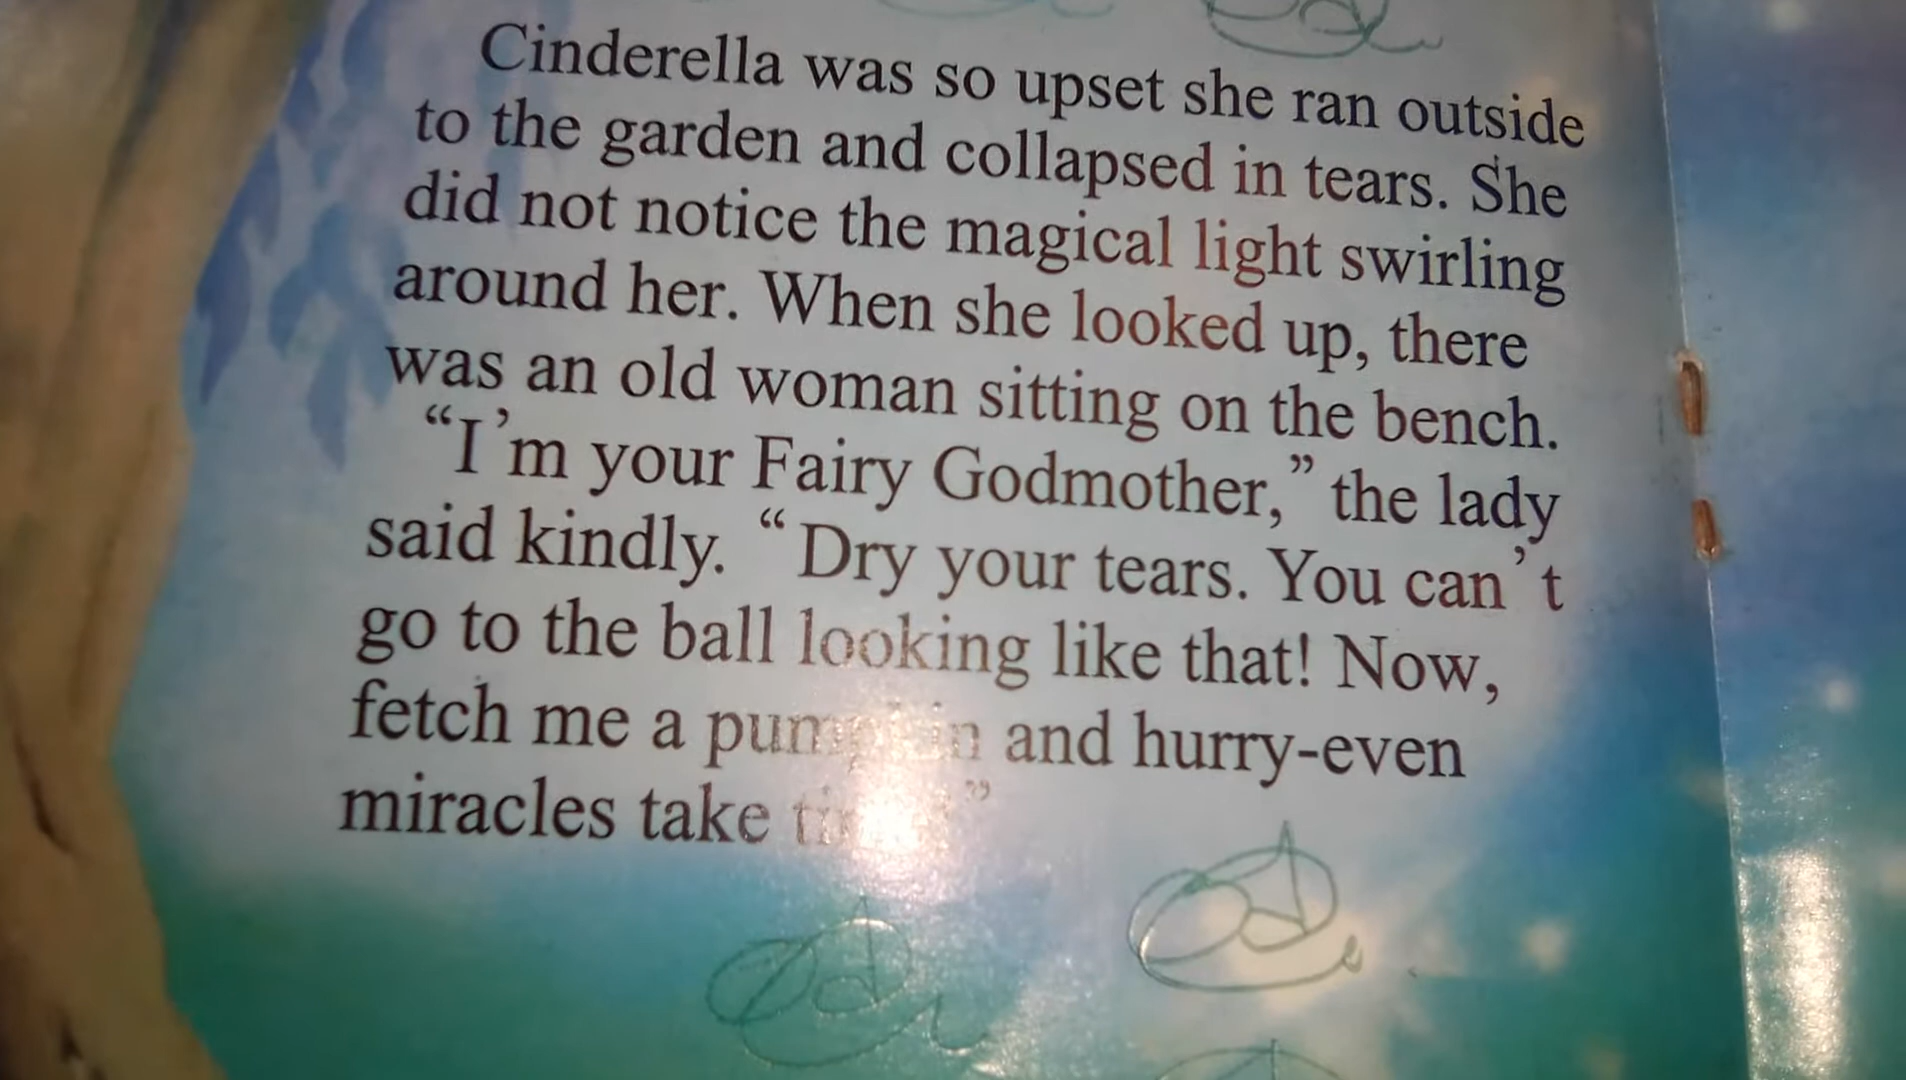 Cinderella was so upset she ran outside
to the garden and collapsed in tears. She
did not notice the magical light swirling
around her. When she looked up, there
was an old woman sitting on the bench.
“I’m your Fairy Godmother,” the lady
said kindly. “Dry your tears. You can’t
go to the ball looking like that! Now,
fetch me a pumpkin and hurry-even
miracles take ”